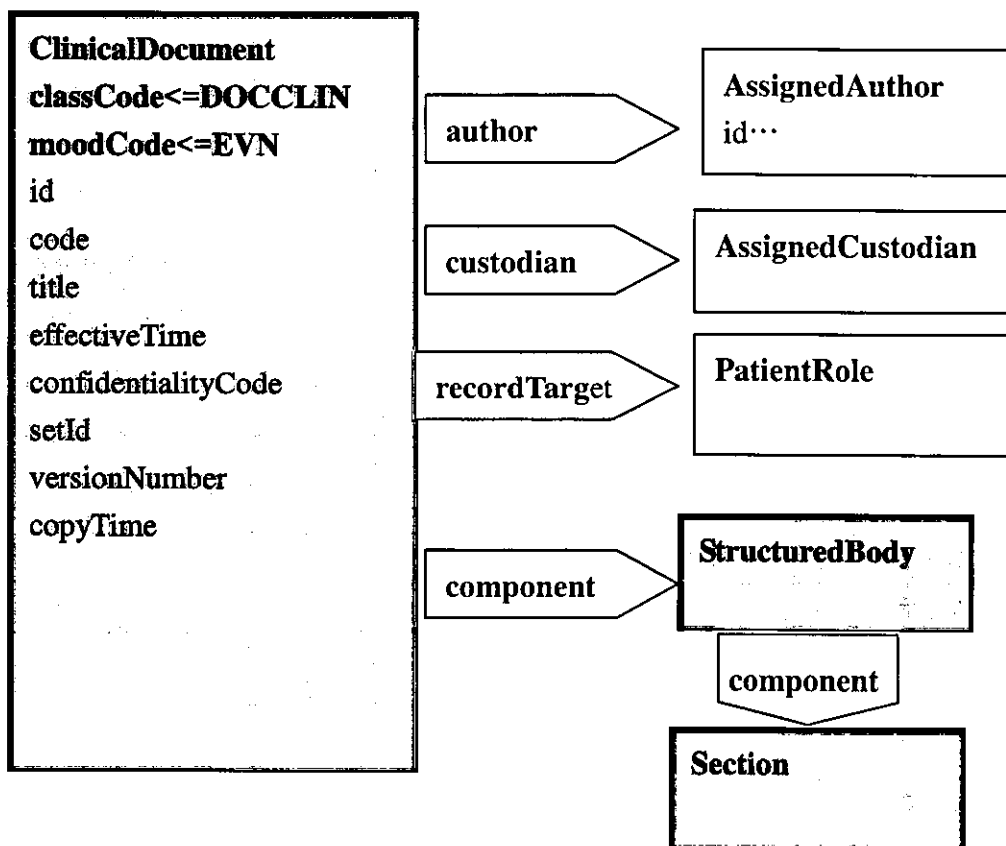 ClinicalDocument
classCode<=DOCCLIN
moodCode<=EVN
id
code
title
effectiveTime
confidentialityCode
setId
versionNumber
copyTime
author
AssignedAuthor
id···
custodian
AssignedCustodian
recordTarget
PatientRole
component
StructuredBody
component
Section